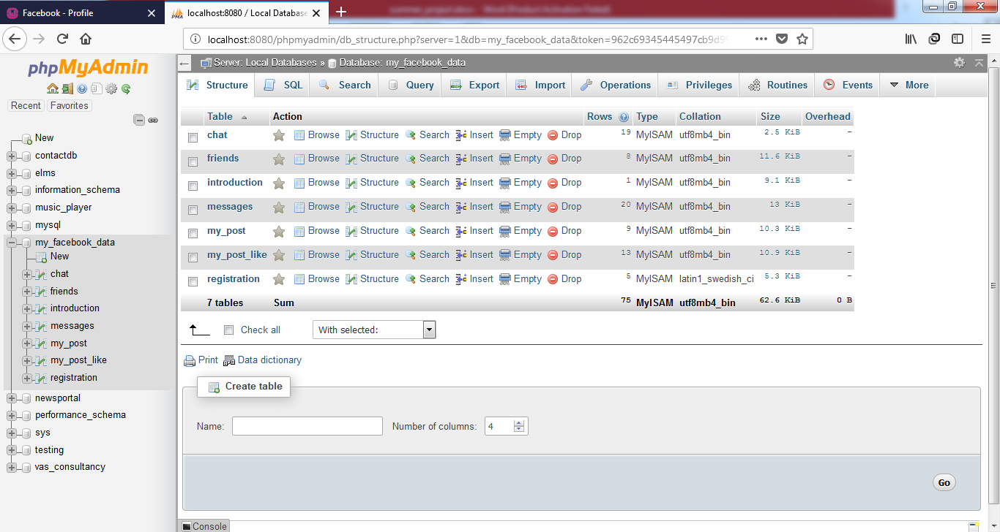 Facebook - Profile
localhost:8080 / Local Database
localhost:8080/phpmyadmin/db_structure.php?server=1&db=my_facebook_data&token=962c69345445497cb9d9
phpMyAdmin
Recent Favorites
New
contactdb
elms
information_schema
music_player
mysql
my_facebook_data
New
chat
friends
introduction
messages
my_post
my_post_like
registration
newsportal
performance_schema
sys
testing
vas_consultancy
Server: Local Databases » Database: my_facebook_data
Structure SQL Search Query Export Import Operations Privileges Routines Events More
Table Action Rows Type Collation Size Overhead
chat Browse Structure Search Insert Empty Drop 19 MyISAM utf8mb4_bin 2.5 KiB -
friends Browse Structure Search Insert Empty Drop 8 MyISAM utf8mb4_bin 11.6 KiB -
introduction Browse Structure Search Insert Empty Drop 1 MyISAM utf8mb4_bin 9.1 KiB -
messages Browse Structure Search Insert Empty Drop 20 MyISAM utf8mb4_bin 13 KiB -
my_post Browse Structure Search Insert Empty Drop 9 MyISAM utf8mb4_bin 10.3 KiB -
my_post_like Browse Structure Search Insert Empty Drop 13 MyISAM utf8mb4_bin 10.9 KiB -
registration Browse Structure Search Insert Empty Drop 5 MyISAM latin1_swedish_ci 5.3 KiB -
7 tables Sum 75 MyISAM utf8mb4_bin 62.6 KiB 0 B
Check all With selected:
Print Data dictionary
Create table
Name: Number of columns: 4
Go
Console